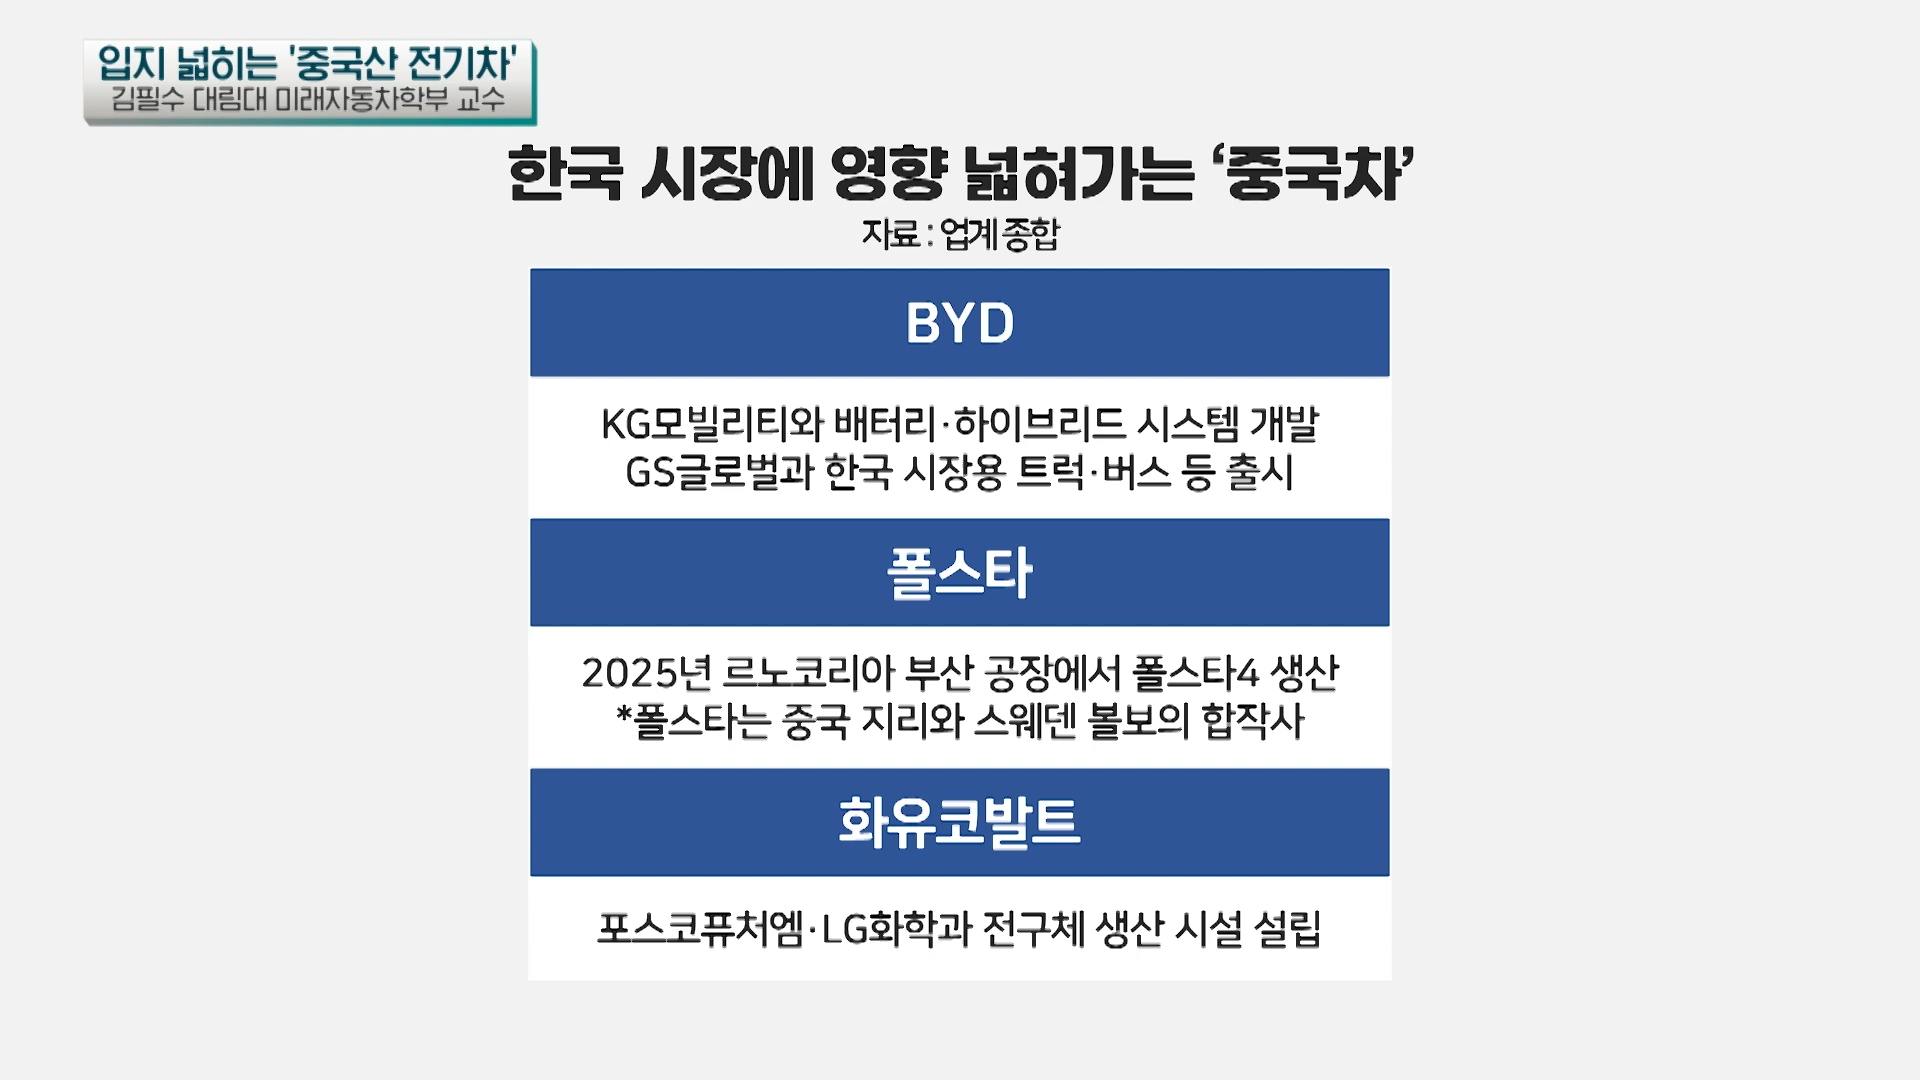 입지 넓히는 '중국산 전기차'
김필수 대림대 미래자동차학부 교수
한국 시장에 영향 넓혀가는 ‘중국차’
자료 : 업계 종합
BYD
KG모빌리티와 배터리·하이브리드 시스템 개발
GS글로벌과 한국 시장용 트럭·버스 등 출시
폴스타
2025년 르노코리아 부산 공장에서 폴스타4 생산
*폴스타는 중국 지리와 스웨덴 볼보의 합작사
화유코발트
포스코퓨처엠·LG화학과 전구체 생산 시설 설립